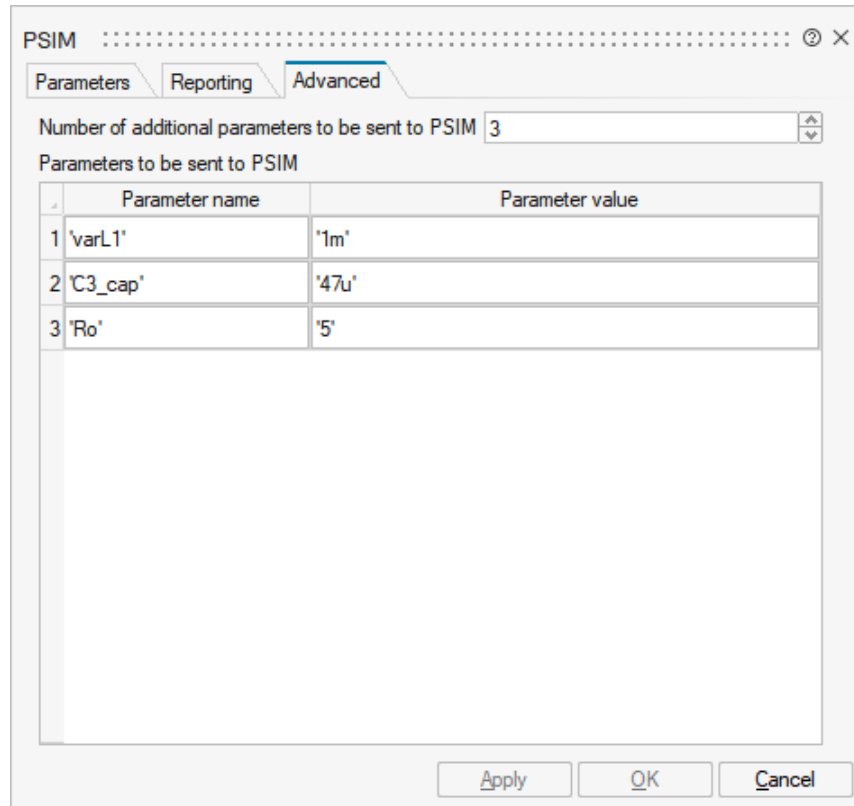 PSIM
Parameters Reporting Advanced
Number of additional parameters to be sent to PSIM 3
Parameters to be sent to PSIM
Parameter name Parameter value
1 'varL1' '1m'
2 'C3_cap' '47u'
3 'Ro' '5'
Apply OK Cancel